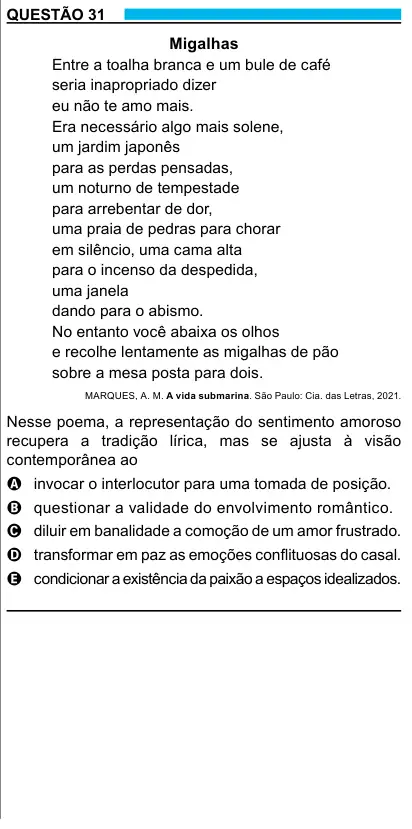 QUESTÃO 31
Migalhas
Entre a toalha branca e um bule de café
seria inapropriado dizer
eu não te amo mais.
Era necessário algo mais solene,
um jardim japonês
para as perdas pensadas,
um noturno de tempestade
para arrebentar de dor,
uma praia de pedras para chorar
em silêncio, uma cama alta
para o incenso da despedida,
uma janela
dando para o abismo.
No entanto você abaixa os olhos
e recolhe lentamente as migalhas de pão
sobre a mesa posta para dois.
MARQUES, A. M. A vida submarina. São Paulo: Cia. das Letras, 2021.
Nesse poema, a representação do sentimento amoroso
recupera a tradição lírica, mas se ajusta à visão
contemporânea ao
A invocar o interlocutor para uma tomada de posição.
B questionar a validade do envolvimento romântico.
C diluir em banalidade a comoção de um amor frustrado.
D transformar em paz as emoções conflituosas do casal.
E condicionar a existência da paixão a espaços idealizados.